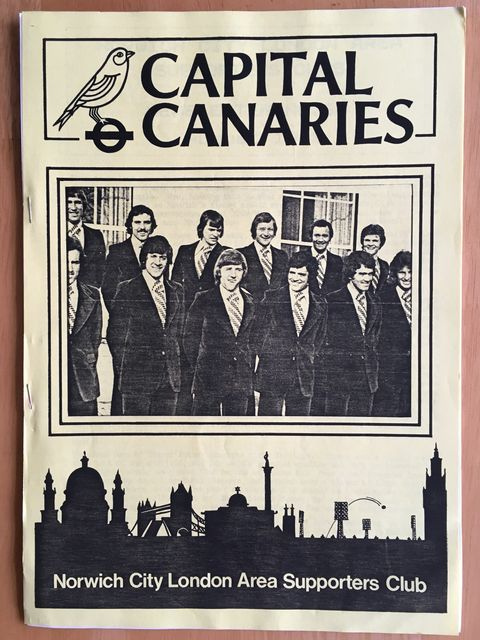 CAPITAL
CANARIES
Norwich City London Area Supporters Club